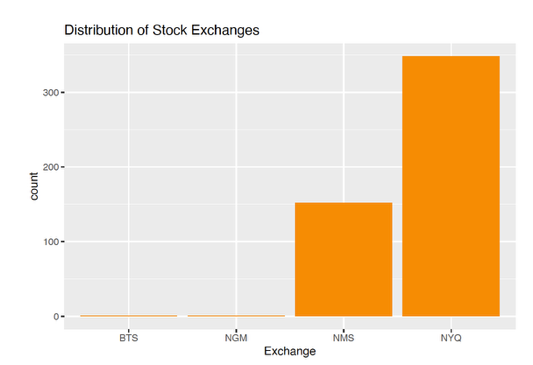 Distribution of Stock Exchanges
300
200
100
0
count
BTS NGM NMS NYQ
Exchange